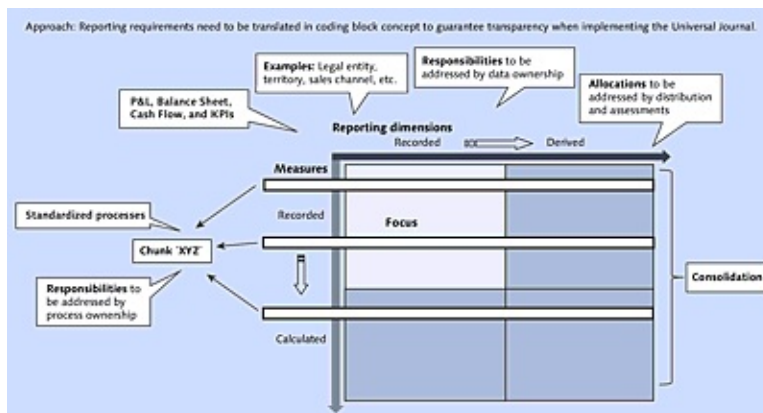 Approach: Reporting requirements need to be translated in coding block concept to guarantee transparency when implementing the Universal Journal.
Examples: Legal entity,
territory, sales channel, etc.
Responsibilities to be
addressed by data ownership
Allocations to be
addressed by distribution
and assessments
P&L, Balance Sheet,
Cash Flow, and KPIs
Reporting dimensions
Recorded
Derived
Measures
Recorded
Focus
Calculated
Standardized processes
Chunk "XYZ"
Responsibilities to
be addressed by
process ownership
Consolidation